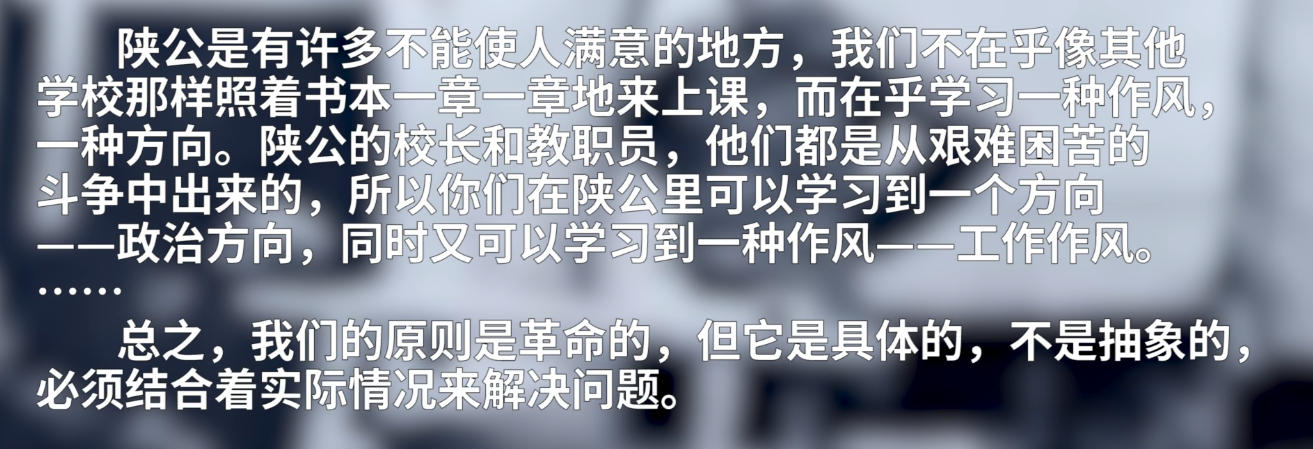 陕公是有许多不能使人满意的地方，我们不在乎像其他
学校那样照着书本一章一章地来上课，而在乎学习一种作风，
一种方向。陕公的校长和教职员，他们都是从艰难困苦的
斗争中出来的，所以你们在陕公里可以学习到一个方向
——政治方向，同时又可以学习到一种作风——工作作风。
……
总之，我们的原则是革命的，但它是具体的，不是抽象的，
必须结合着实际情况来解决问题。